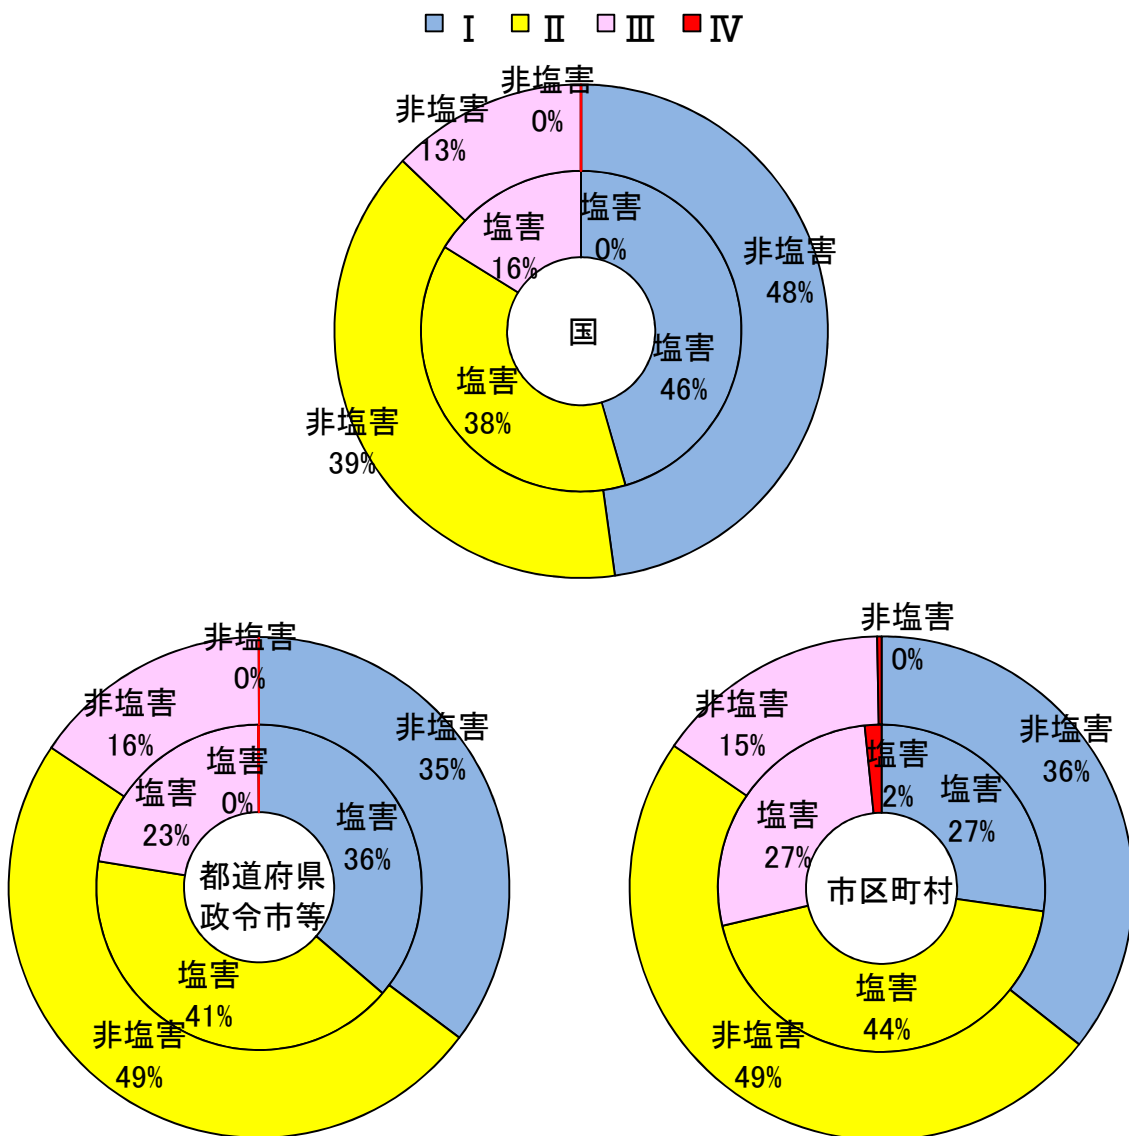 Ⅰ Ⅱ Ⅲ Ⅳ
非塩害
0%
非塩害
13%
塩害
0%
塩害
16%
非塩害
48%
国
塩害
46%
塩害
38%
非塩害
39%
非塩害
0%
非塩害
16%
非塩害
35%
塩害
0%
塩害
23%
塩害
36%
都道府県
政令市等
塩害
41%
非塩害
49%
非塩害
0%
非塩害
15%
非塩害
36%
塩害
2%
塩害
27%
塩害
27%
市区町村
塩害
44%
非塩害
49%